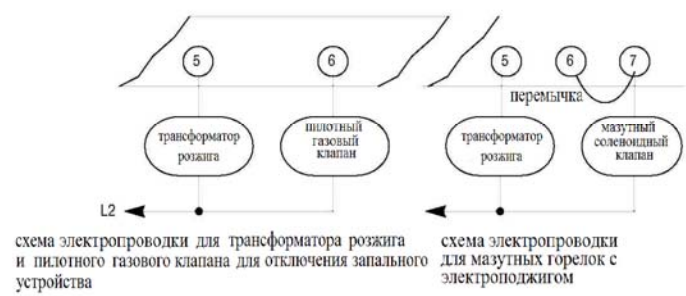 5 6 5 6 7
перемычка
трансформатор
розжига
пилотный
газовый
клапан
трансформатор
розжига
мазутный
соленоидный
клапан
L2
схема электропроводки для трансформатора розжига
и пилотного газового клапана для отключения запального
устройства
схема электропроводки
для мазутных горелок с
электроподжигом